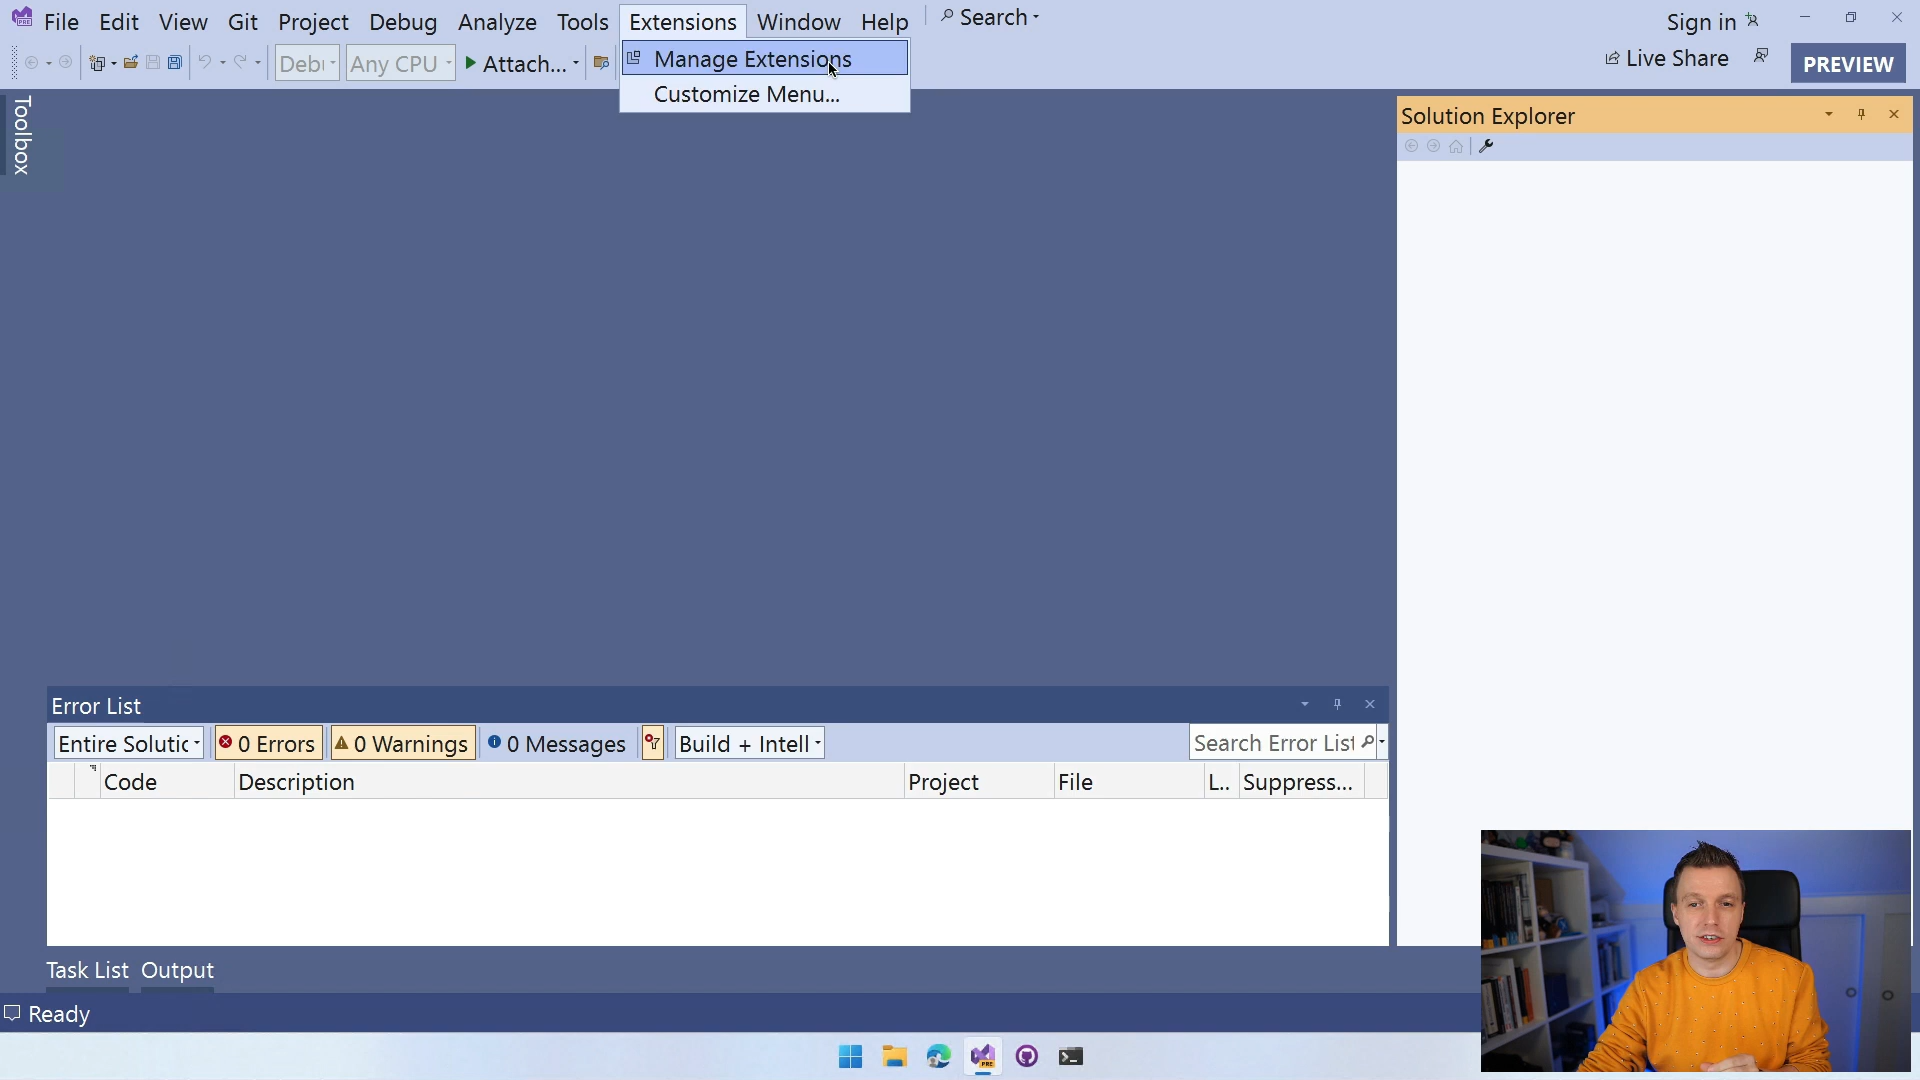 File Edit View Git Project Debug Analyze Tools Extensions Window Help Search
Sign in
Debu Any CPU Attach...
Live Share
PREVIEW
Manage Extensions
Customize Menu...
Toolbox
Solution Explorer
Error List
Entire Solutic 0 Errors 0 Warnings 0 Messages Build + Intell Search Error List
Code Description Project File L.. Suppress...
Task List Output
Ready